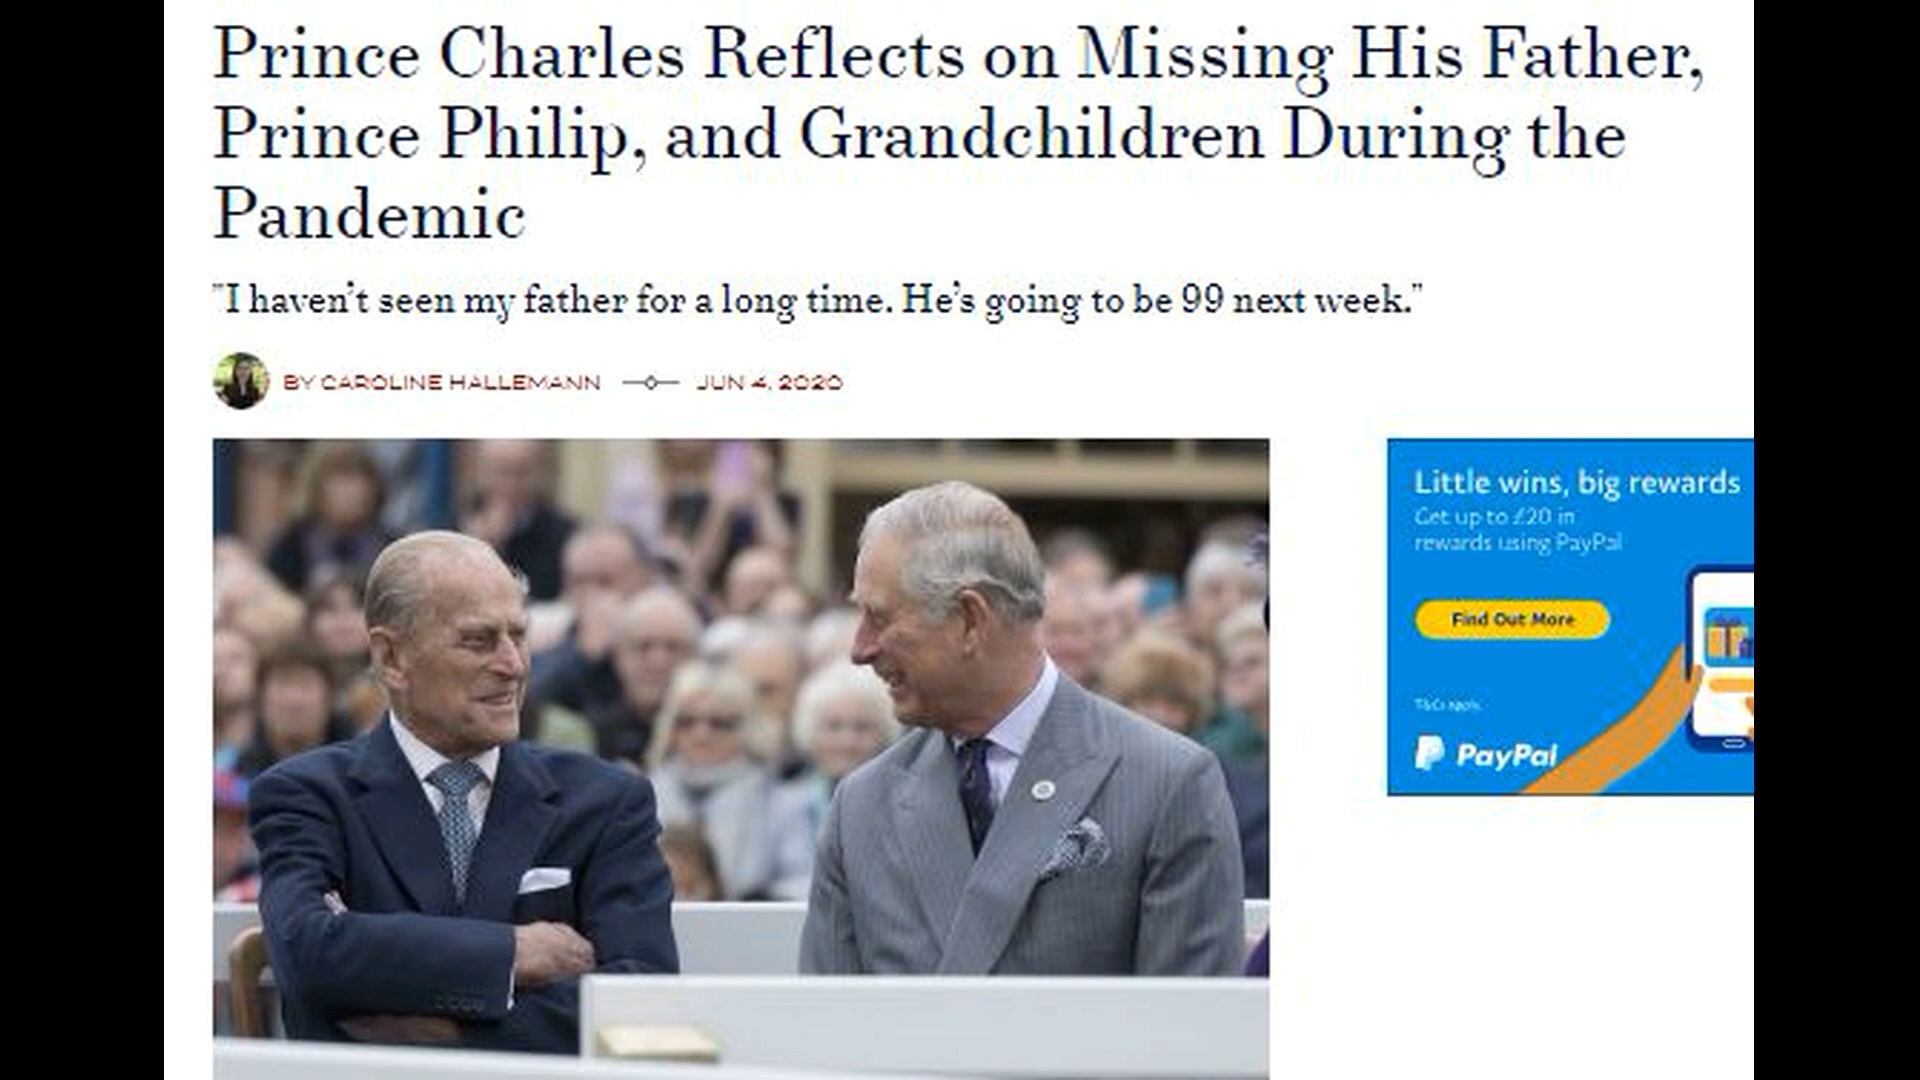 Prince Charles Reflects on Missing His Father,
Prince Philip, and Grandchildren During the
Pandemic
"I haven't seen my father for a long time. He's going to be 99 next week."
BY CAROLINE HALLEMANN
JUN 4, 2020
Little wins, big rewards
Get up to £20 in
rewards using PayPal
Find Out More
T&Cs apply.
PayPal